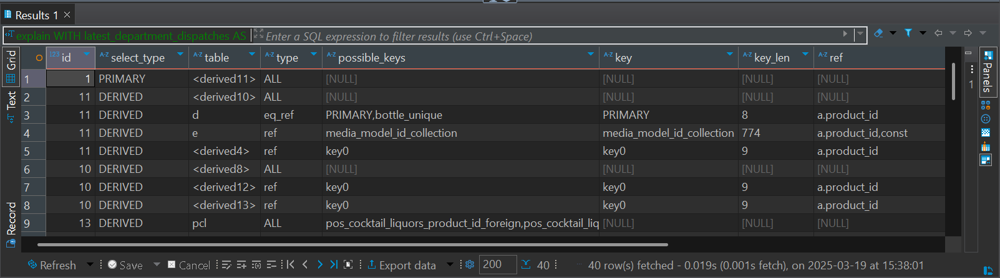 Results 1
explain WITH latest_department_dispatches AS Enter a SQL expression to filter results (use Ctrl+Space)
Grid
Text
Record
Panels
123 id A-Z select_type A-Z table A-Z type A-Z possible_keys A-Z key A-Z key_len A-Z ref
1 1 PRIMARY <derived11> ALL [NULL] [NULL] [NULL] [NULL]
2 11 DERIVED <derived10> ALL [NULL] [NULL] [NULL] [NULL]
3 11 DERIVED d eq_ref PRIMARY,bottle_unique PRIMARY 8 a.product_id
4 11 DERIVED e ref media_model_id_collection media_model_id_collection 774 a.product_id,const
5 11 DERIVED <derived4> ref key0 key0 9 a.product_id
6 10 DERIVED <derived8> ALL [NULL] [NULL] [NULL] [NULL]
7 10 DERIVED <derived12> ref key0 key0 9 a.product_id
8 10 DERIVED <derived13> ref key0 key0 9 a.product_id
9 13 DERIVED pcl ALL pos_cocktail_liquors_product_id_foreign,pos_cocktail_liq [NULL] [NULL] [NULL]
1
Refresh Save Cancel Export data 200 40 40 row(s) fetched - 0.019s (0.001s fetch), on 2025-03-19 at 15:38:01